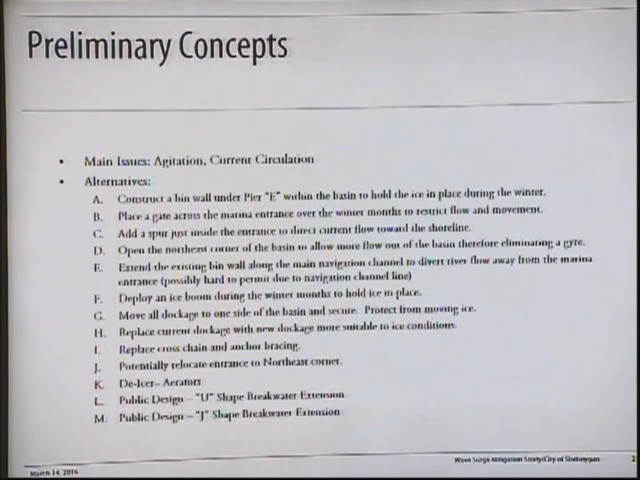 Preliminary Concepts
• Main Issues: Agitation, Current Circulation
• Alternatives:
A. Construct a bin wall under Pier "E" within the basin to hold the ice in place during the winter.
B. Place a gate across the marina entrance over the winter months to restrict flow and movement.
C. Add a spur just inside the entrance to direct current flow toward the shoreline.
D. Open the northeast corner of the basin to allow more flow out of the basin therefore eliminating a gyre.
E. Extend the existing bin wall along the main navigation channel to divert river flow away from the marina
entrance (possibly hard to permit due to navigation channel line)
F. Deploy an ice boom during the winter months to hold ice in place.
G. Move all dockage to one side of the basin and secure. Protect from moving ice.
H. Replace current dockage with new dockage more suitable to ice conditions.
I. Replace cross chain and anchor bracing.
J. Potentially relocate entrance to Northeast corner.
K. De-Icer– Aerators
L. Public Design – "U" Shape Breakwater Extension
M. Public Design – "J" Shape Breakwater Extension
Wave Surge Mitigation Study/City of Sheboygan
2
March 14, 2016